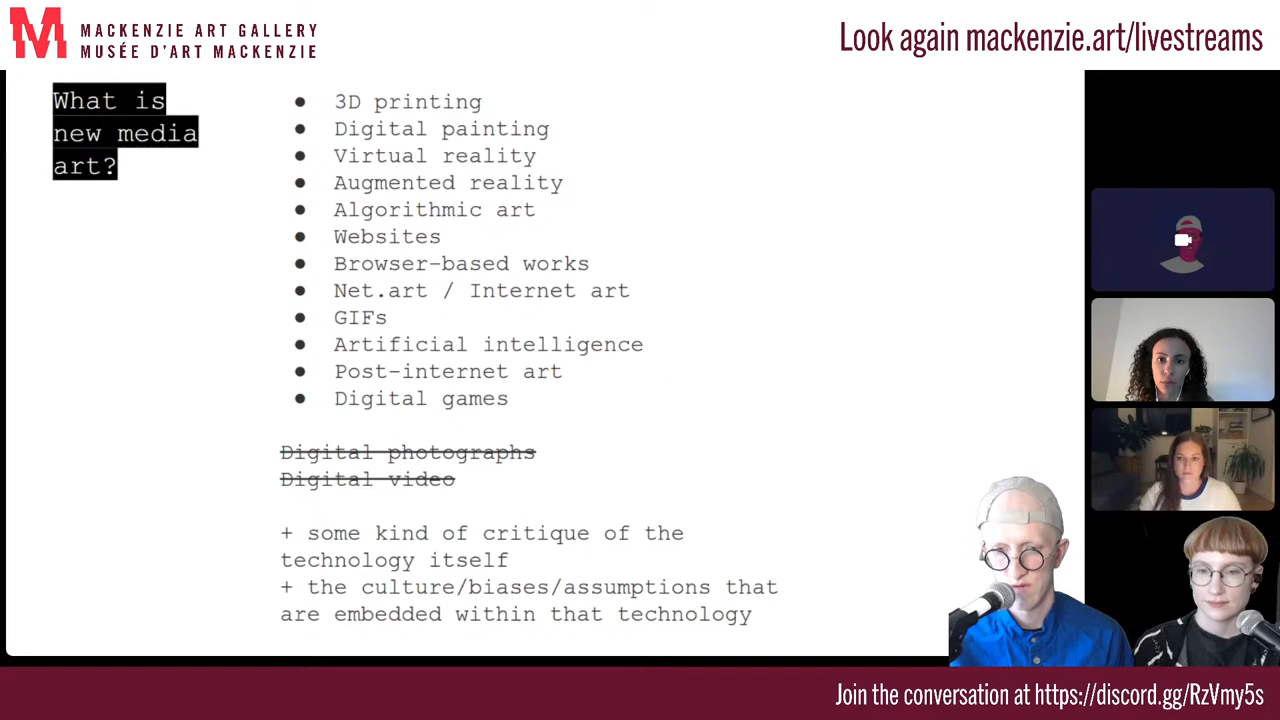 MACKENZIE ART GALLERY
MUSÉE D'ART MACKENZIE
Look again mackenzie.art/livestreams
What is
new media
art?
● 3D printing
● Digital painting
● Virtual reality
● Augmented reality
● Algorithmic art
● Websites
● Browser-based works
● Net.art / Internet art
● GIFs
● Artificial intelligence
● Post-internet art
● Digital games
Digital photographs
Digital video
+ some kind of critique of the
technology itself
+ the culture/biases/assumptions that
are embedded within that technology
Join the conversation at https://discord.gg/RzVmy5s